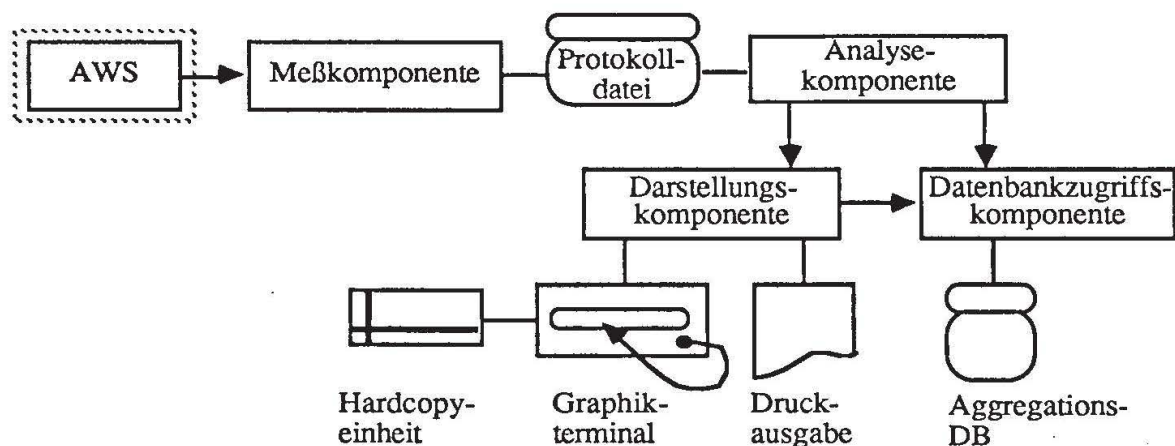 AWS
Meßkomponente
Protokoll-
datei
Analyse-
komponente
Darstellungs-
komponente
Datenbankzugriffs-
komponente
Hardcopy-
einheit
Graphik-
terminal
Druck-
ausgabe
Aggregations-
DB